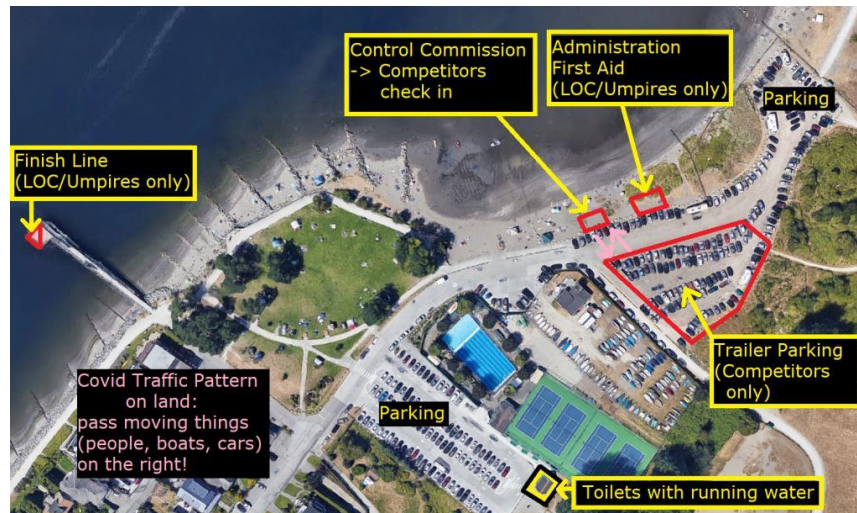 Control Commission
-> Competitors
check in
Administration
First Aid
(LOC/Umpires only)
Parking
Finish Line
(LOC/Umpires only)
Trailer Parking
(Competitors
only)
Covid Traffic Pattern
on land:
pass moving things
(people, boats, cars)
on the right!
Parking
Toilets with running water